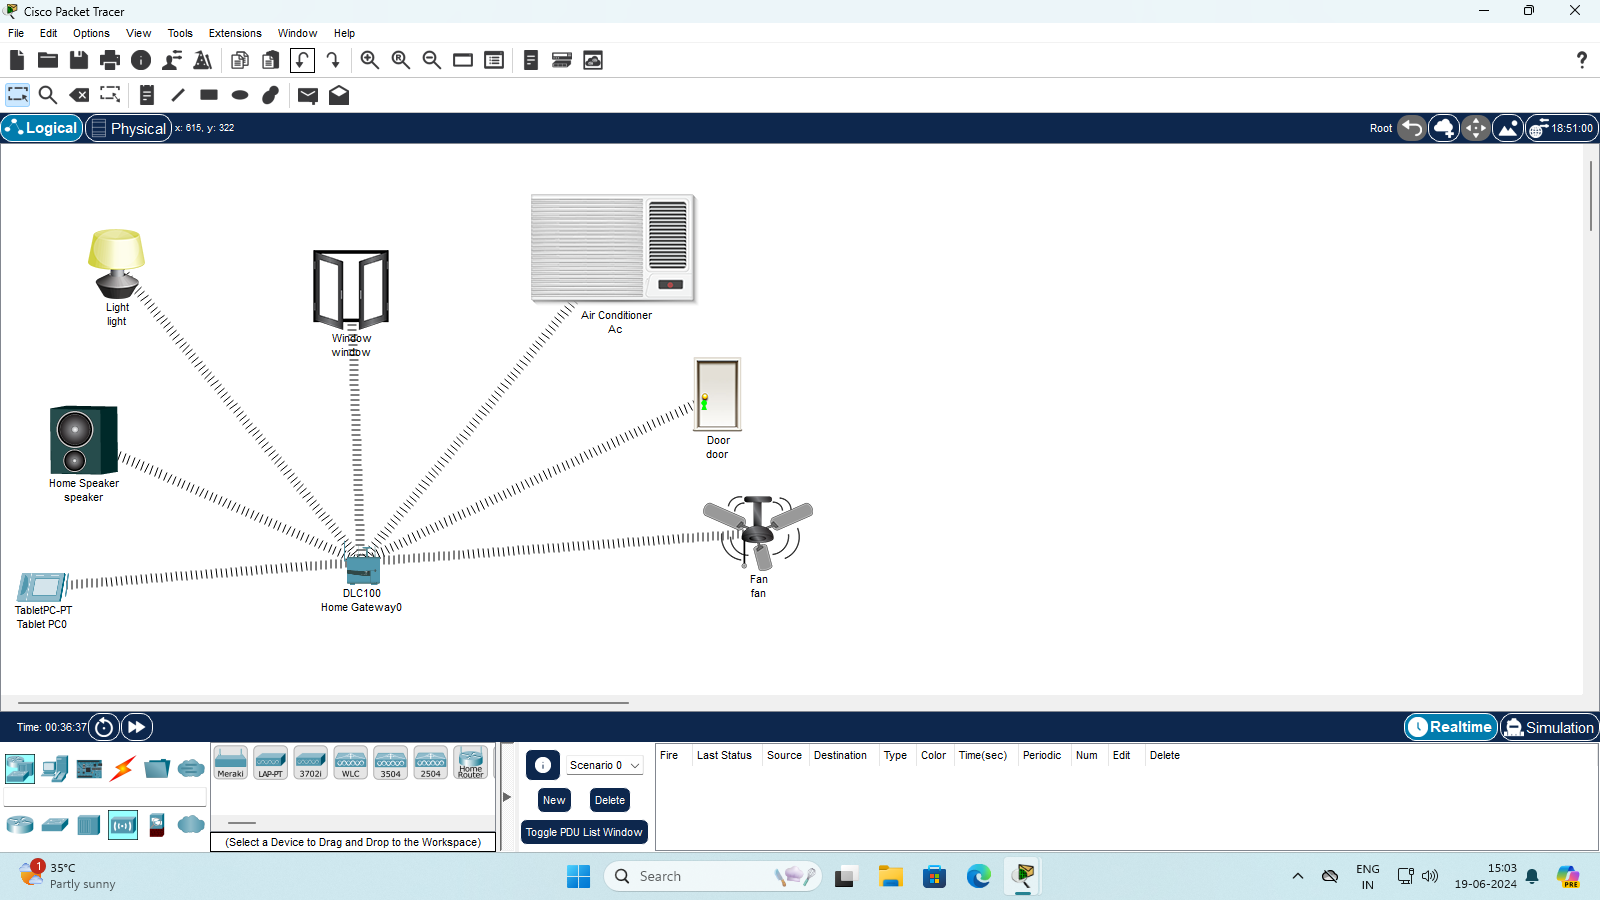 Cisco Packet Tracer
File Edit Options View Tools Extensions Window Help
Logical Physical x: 615, y: 322 Root 18:51:00
Light
light
Window
window
Air Conditioner
Ac
Door
door
Home Speaker
speaker
Fan
fan
TabletPC-PT
Tablet PC0
DLC100
Home Gateway0
Time: 00:36:37 Realtime Simulation
Meraki LAP-PT 3702i WLC 3504 2504 Home Router
(Select a Device to Drag and Drop to the Workspace)
Scenario 0
New Delete
Toggle PDU List Window
Fire Last Status Source Destination Type Color Time(sec) Periodic Num Edit Delete
1
35°C
Partly sunny
Search
ENG
IN
15:03
19-06-2024
PRE